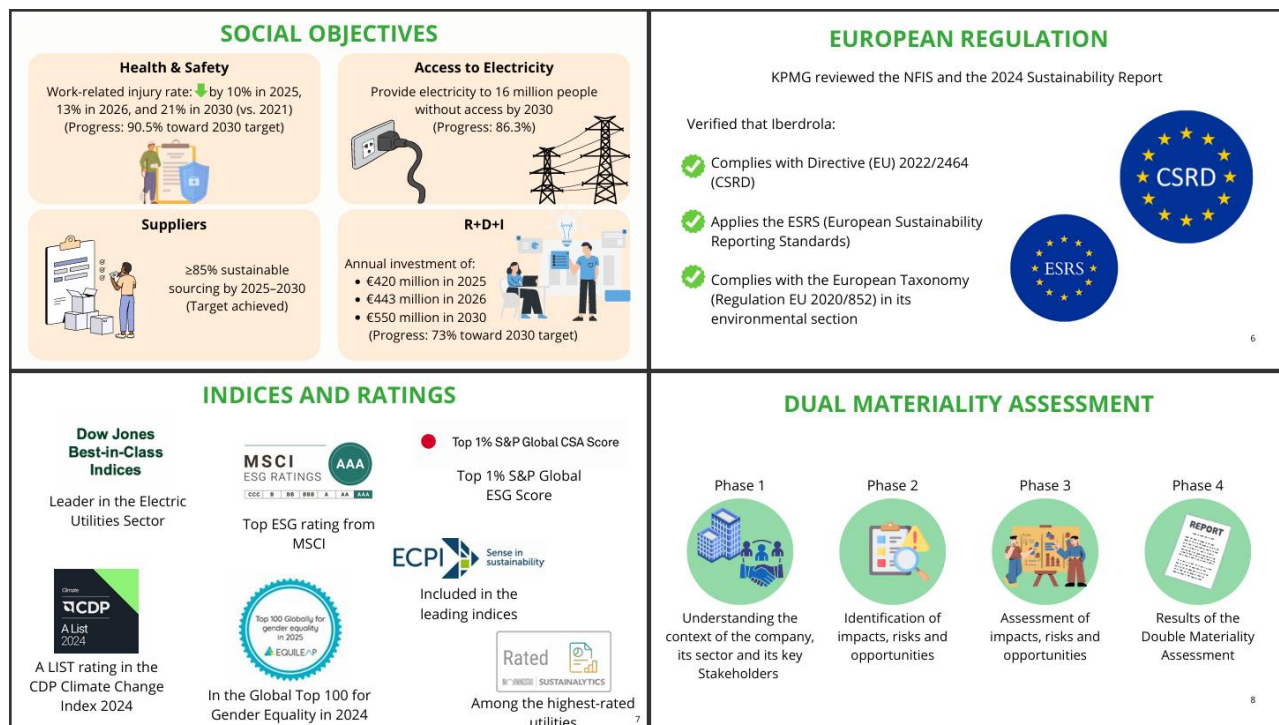 SOCIAL OBJECTIVES
Health & Safety
Work-related injury rate: by 10% in 2025,
13% in 2026, and 21% in 2030 (vs. 2021)
(Progress: 90.5% toward 2030 target)
Access to Electricity
Provide electricity to 16 million people
without access by 2030
(Progress: 86.3%)
Suppliers
≥85% sustainable
sourcing by 2025–2030
(Target achieved)
R+D+I
Annual investment of:
• €420 million in 2025
• €443 million in 2026
• €550 million in 2030
(Progress: 73% toward 2030 target)
EUROPEAN REGULATION
KPMG reviewed the NFIS and the 2024 Sustainability Report
Verified that Iberdrola:
Complies with Directive (EU) 2022/2464
(CSRD)
Applies the ESRS (European Sustainability
Reporting Standards)
Complies with the European Taxonomy
(Regulation EU 2020/852) in its
environmental section
CSRD
ESRS
6
INDICES AND RATINGS
Dow Jones
Best-in-Class
Indices
Leader in the Electric
Utilities Sector
MSCI
ESG RATINGS
AAA
CCC B BB BBB A AA AAA
Top ESG rating from
MSCI
Top 1% S&P Global CSA Score
Top 1% S&P Global
ESG Score
ECPI
Sense in
sustainability
Included in the
leading indices
Climate
CDP
A List
2024
A LIST rating in the
CDP Climate Change
Index 2024
Top 100 Globally for
gender equality
in 2025
EQUILEAP
In the Global Top 100 for
Gender Equality in 2024
Rated
SUSTAINALYTICS
Among the highest-rated
utilities
7
DUAL MATERIALITY ASSESSMENT
Phase 1
Understanding the
context of the company,
its sector and its key
Stakeholders
Phase 2
Identification of
impacts, risks and
opportunities
Phase 3
Assessment of
impacts, risks and
opportunities
Phase 4
REPORT
Results of the
Double Materiality
Assessment
8